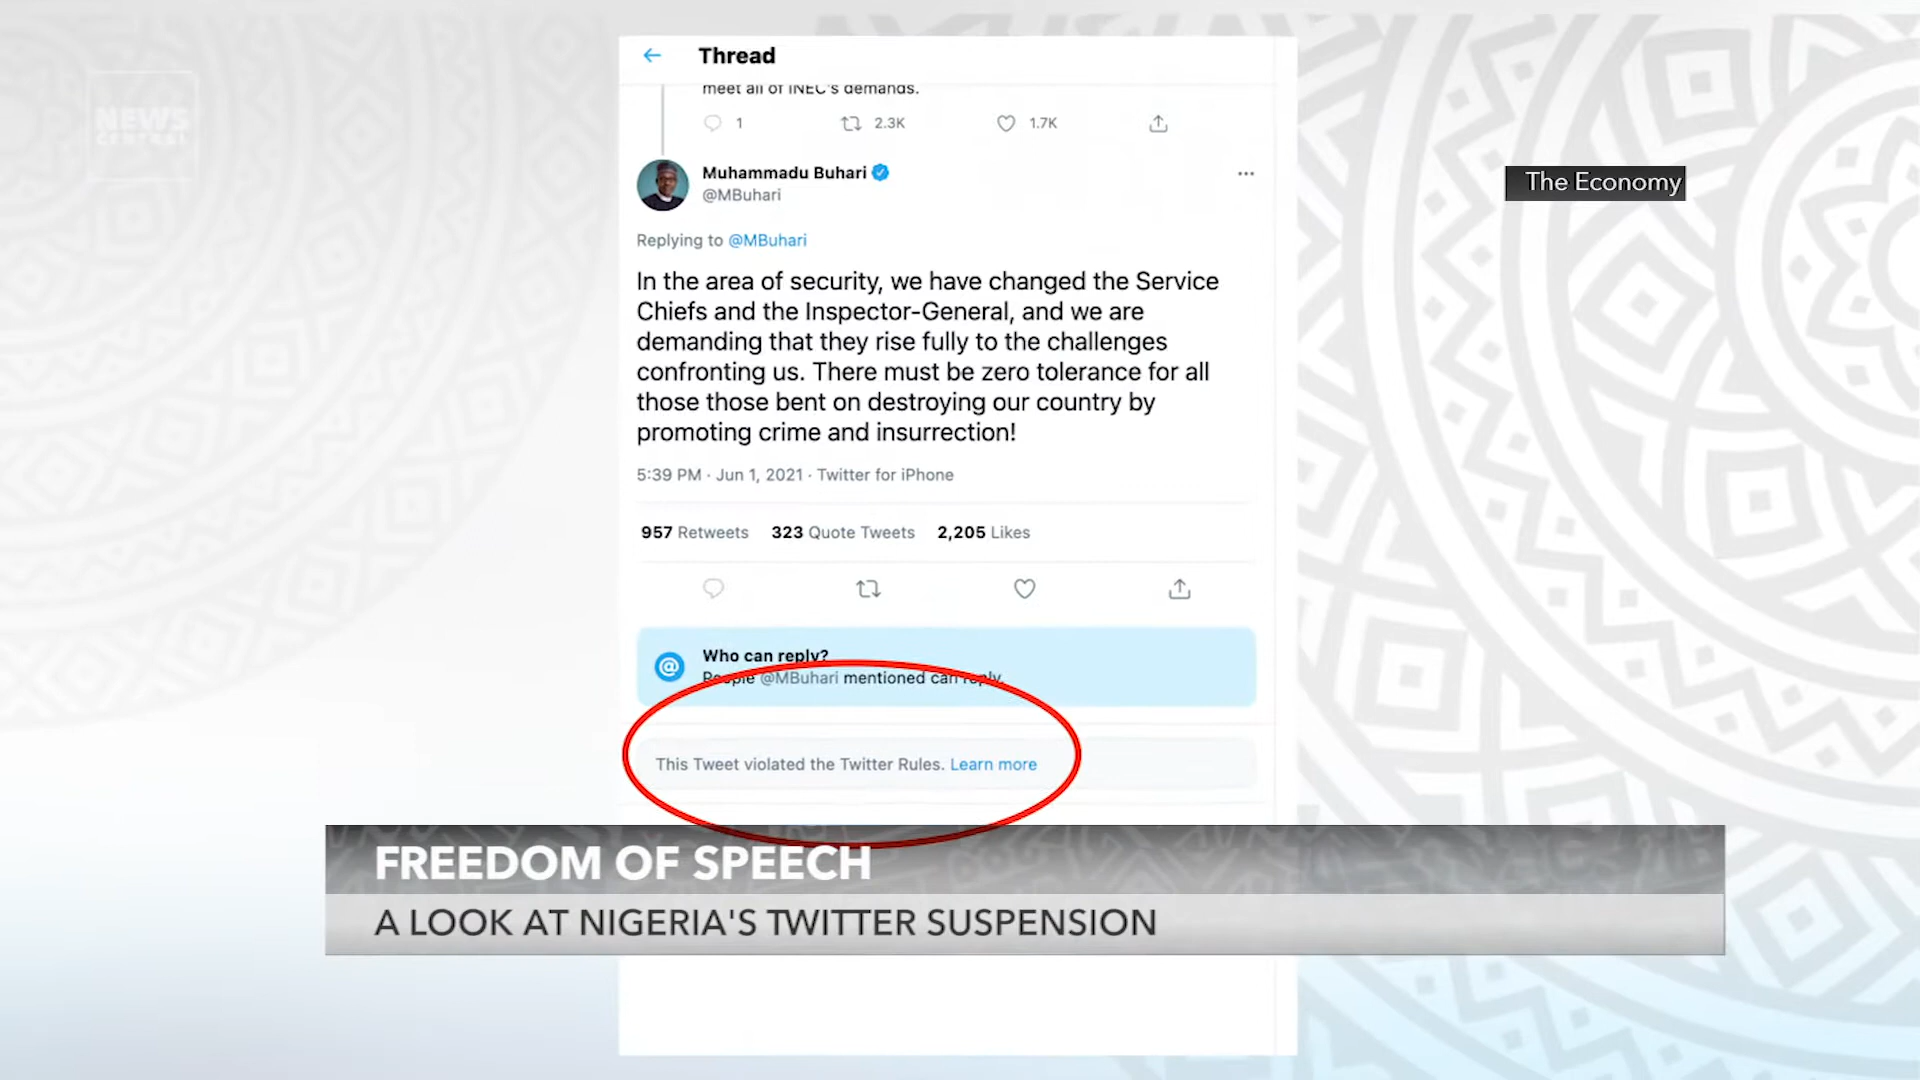 NEWS
CENTRAL
Thread
meet all of INEC's demands.
1 2.3K 1.7K
Muhammadu Buhari
@MBuhari
The Economy
Replying to @MBuhari
In the area of security, we have changed the Service
Chiefs and the Inspector-General, and we are
demanding that they rise fully to the challenges
confronting us. There must be zero tolerance for all
those those bent on destroying our country by
promoting crime and insurrection!
5:39 PM · Jun 1, 2021 · Twitter for iPhone
957 Retweets 323 Quote Tweets 2,205 Likes
@
Who can reply?
People @MBuhari mentioned can reply.
This Tweet violated the Twitter Rules. Learn more
FREEDOM OF SPEECH
A LOOK AT NIGERIA'S TWITTER SUSPENSION